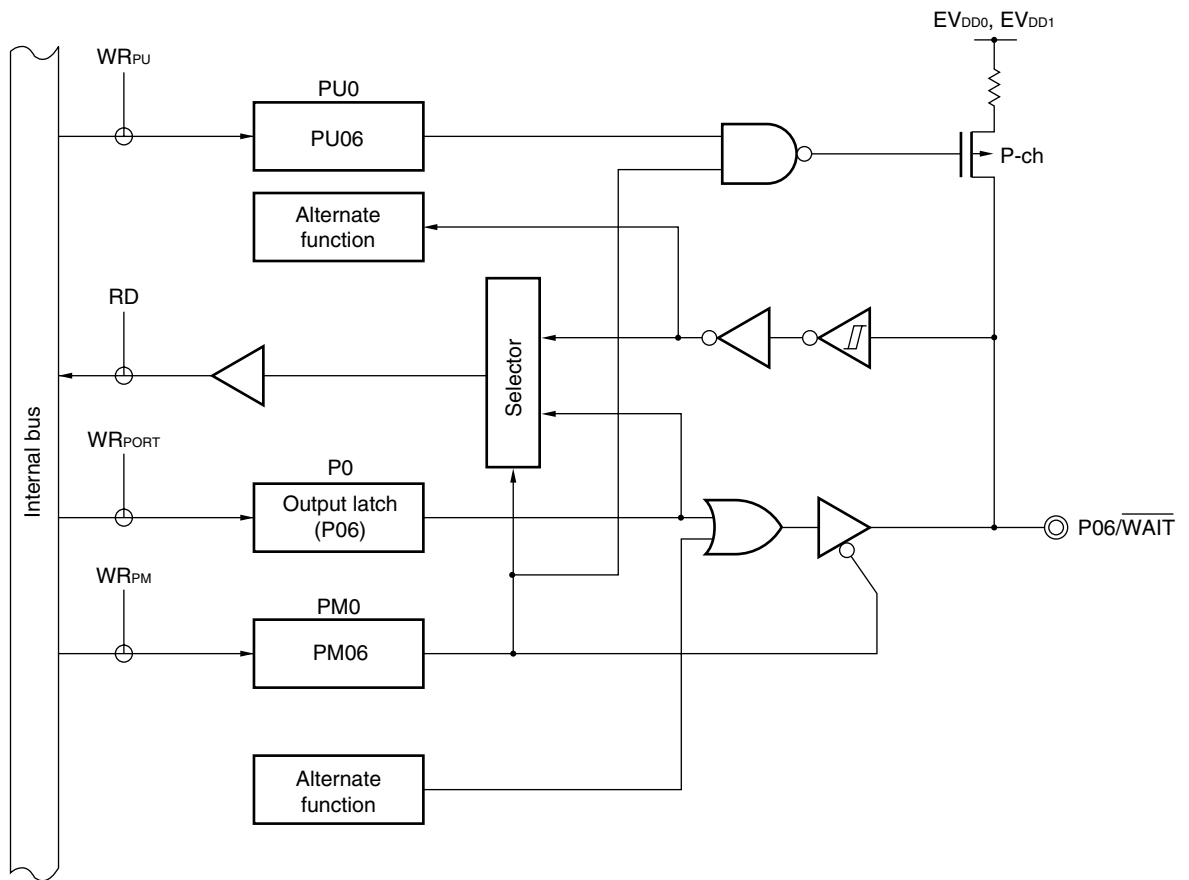 EVDD0, EVDD1
WRPU
PU0
PU06
P-ch
Alternate
function
RD
Selector
Internal bus
WRPORT
P0
Output latch
(P06)
P06/WAIT
WRPM
PM0
PM06
Alternate
function